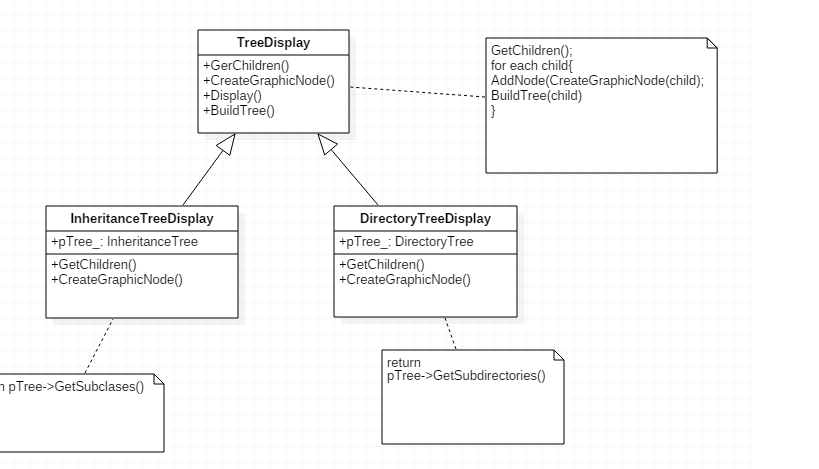 TreeDisplay
+GerChildren()
+CreateGraphicNode()
+Display()
+BuildTree()
GetChildren();
for each child{
AddNode(CreateGraphicNode(child);
BuildTree(child)
}
InheritanceTreeDisplay
+pTree_: InheritanceTree
+GetChildren()
+CreateGraphicNode()
DirectoryTreeDisplay
+pTree_: DirectoryTree
+GetChildren()
+CreateGraphicNode()
pTree->GetSubclases()
return
pTree->GetSubdirectories()